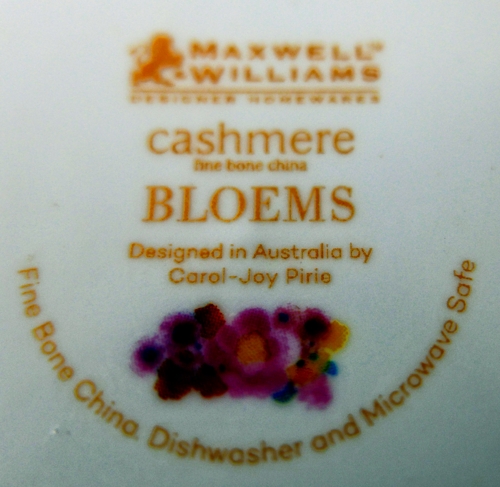 MAXWELL™
& WILLIAMS
DESIGNER HOMEWARES
cashmere
fine bone china
BLOEMS
Designed in Australia by
Carol-Joy Pirie
Fine Bone China. Dishwasher and Microwave Safe